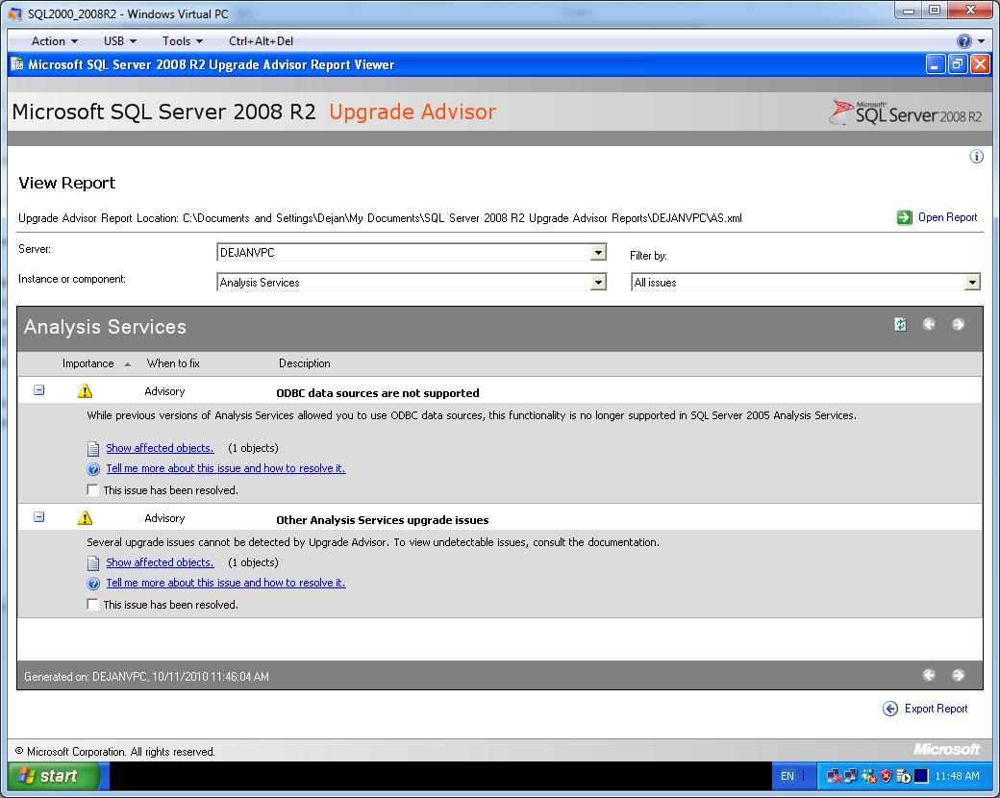 SQL2000_2008R2 - Windows Virtual PC
Action USB Tools Ctrl+Alt+Del
Microsoft SQL Server 2008 R2 Upgrade Advisor Report Viewer
Microsoft SQL Server 2008 R2 Upgrade Advisor
Microsoft SQL Server 2008 R2
View Report
Upgrade Advisor Report Location: C:\Documents and Settings\Dejan\My Documents\SQL Server 2008 R2 Upgrade Advisor Reports\DEJANVPC\AS.xml
Open Report
Server: DEJANVPC
Filter by:
Instance or component: Analysis Services
All issues
Analysis Services
Importance When to fix Description
Advisory ODBC data sources are not supported
While previous versions of Analysis Services allowed you to use ODBC data sources, this functionality is no longer supported in SQL Server 2005 Analysis Services.
Show affected objects. (1 objects)
Tell me more about this issue and how to resolve it.
This issue has been resolved.
Advisory Other Analysis Services upgrade issues
Several upgrade issues cannot be detected by Upgrade Advisor. To view undetectable issues, consult the documentation.
Show affected objects. (1 objects)
Tell me more about this issue and how to resolve it.
This issue has been resolved.
Generated on: DEJANVPC, 10/11/2010 11:46:04 AM
Export Report
© Microsoft Corporation. All rights reserved.
Microsoft
start
EN
11:48 AM